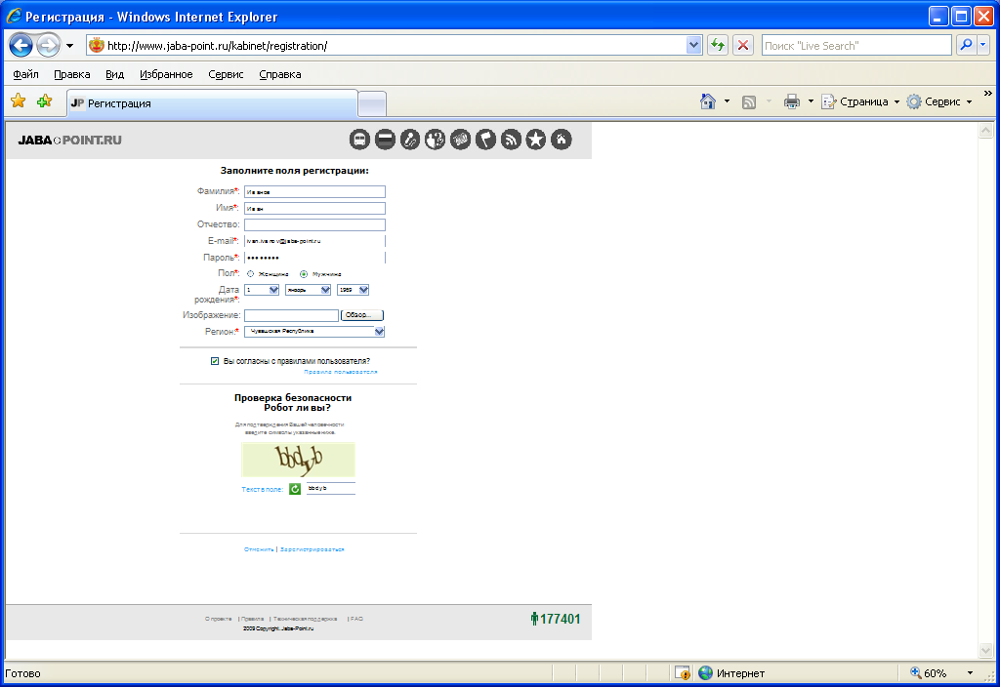 Регистрация - Windows Internet Explorer
http://www.jaba-point.ru/kabinet/registration/
Поиск "Live Search"
Файл Правка Вид Избранное Сервис Справка
JP Регистрация
Страница Сервис »
JABA POINT.RU
Заполните поля регистрации:
Фамилия*: Иванов
Имя*: Иван
Отчество:
E-mail*: ivan.ivanov@jaba-point.ru
Пароль*: ••••••••
Пол*: Женщина Мужчина
Дата рождения*: 1 январь 1989
Изображение: Обзор...
Регион:* Чувашская Республика
Вы согласны с правилами пользователя?
Правила пользователя
Проверка безопасности
Робот ли вы?
Для подтверждения Вашей человечности
введите символы указанные ниже.
bbdyb
Текст в поле: bbdyb
Отменить | Зарегистрироваться
О проекте | Правила | Техническая поддержка | FAQ
2009 Copyright. Jaba-Point.ru
177401
Готово
Интернет
60%